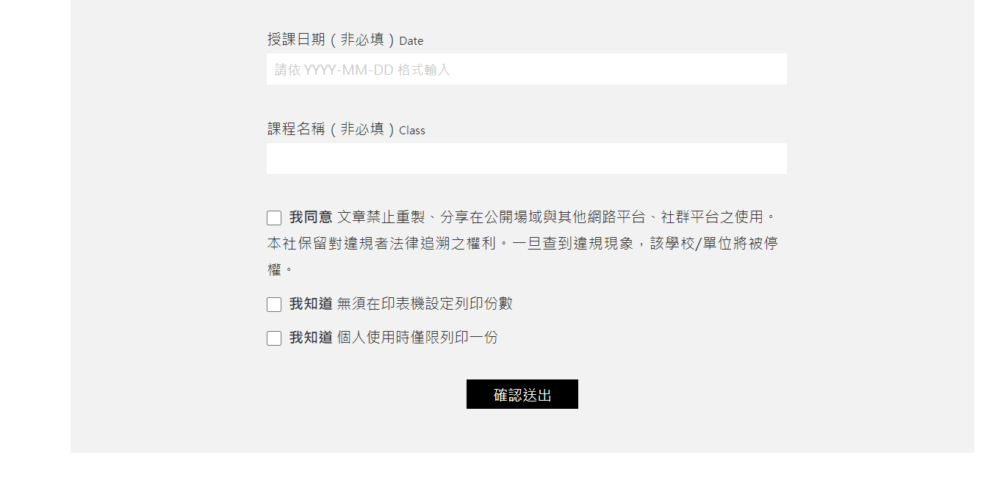 授課日期 ( 非必填 ) Date
請依 YYYY-MM-DD 格式輸入
課程名稱 ( 非必填 ) Class
我同意 文章禁止重製、分享在公開場域與其他網路平台、社群平台之使用。
本社保留對違規者法律追溯之權利。一旦查到違規現象，該學校/單位將被停
權。
我知道 無須在印表機設定列印份數
我知道 個人使用時僅限列印一份
確認送出